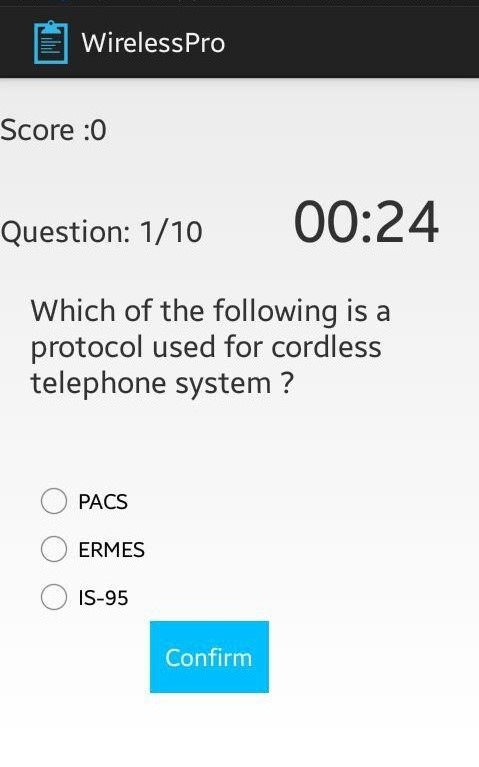 WirelessPro
Score :0
Question: 1/10
00:24
Which of the following is a
protocol used for cordless
telephone system ?
PACS
ERMES
IS-95
Confirm